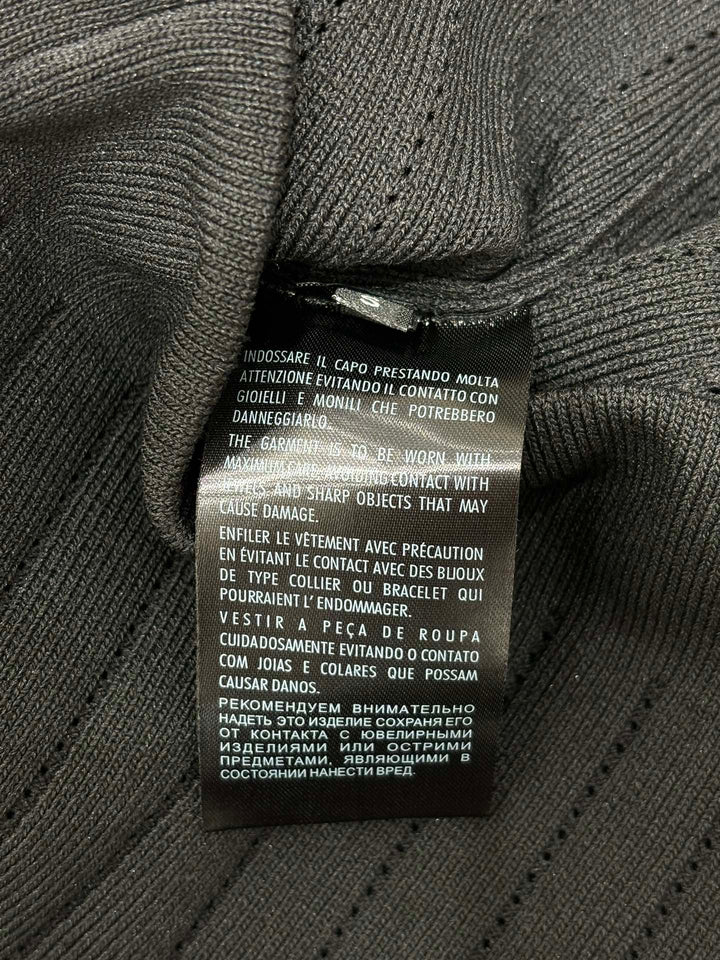 S
INDOSSARE IL CAPO PRESTANDO MOLTA
ATTENZIONE EVITANDO IL CONTATTO CON
GIOIELLI E MONILI CHE POTREBBERO
DANNEGGIARLO.
THE GARMENT IS TO BE WORN WITH
MAXIMUM CARE AVOIDING CONTACT WITH
JEWELS AND SHARP OBJECTS THAT MAY
CAUSE DAMAGE.
ENFILER LE VÊTEMENT AVEC PRÉCAUTION
EN ÉVITANT LE CONTACT AVEC DES BIJOUX
DE TYPE COLLIER OU BRACELET QUI
POURRAIENT L' ENDOMMAGER.
VESTIR A PEÇA DE ROUPA
CUIDADOSAMENTE EVITANDO O CONTATO
COM JOIAS E COLARES QUE POSSAM
CAUSAR DANOS.
РЕКОМЕНДУЕМ ВНИМАТЕЛЬНО
НАДЕТЬ ЭТО ИЗДЕЛИЕ СОХРАНЯ ЕГО
ОТ КОНТАКТА С ЮВЕЛИРНЫМИ
ИЗДЕЛИЯМИ ИЛИ ОСТРИМИ
ПРЕДМЕТАМИ, ЯВЛЯЮЩИМИ В
СОСТОЯНИИ НАНЕСТИ ВРЕД.